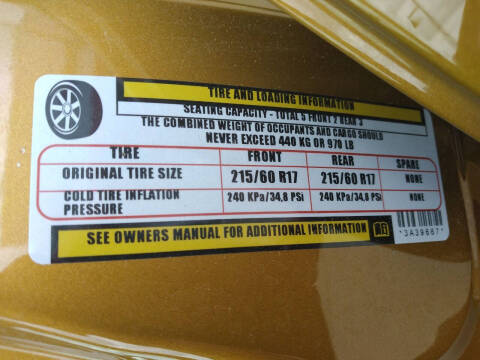 TIRE AND LOADING INFORMATION
SEATING CAPACITY - TOTAL 5 FRONT 2 REAR 3
THE COMBINED WEIGHT OF OCCUPANTS AND CARGO SHOULD
NEVER EXCEED 440 KG OR 970 LB
TIRE FRONT REAR SPARE
ORIGINAL TIRE SIZE 215/60 R17 215/60 R17 NONE
COLD TIRE INFLATION PRESSURE 240 KPa/34,8 PSi 240 KPa/34,8 PSi NONE
SEE OWNERS MANUAL FOR ADDITIONAL INFORMATION
*3A39667*